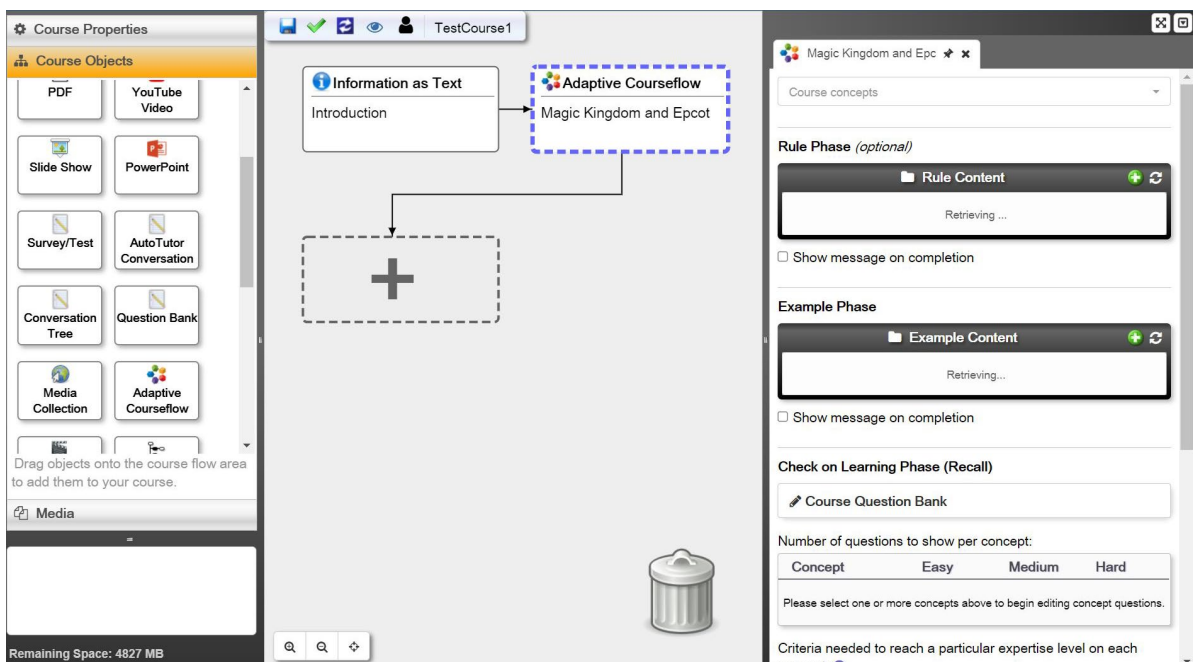 Course Properties
Course Objects
PDF
YouTube
Video
Slide Show
PowerPoint
Survey/Test
AutoTutor
Conversation
Conversation
Tree
Question Bank
Media
Collection
Adaptive
Courseflow
Drag objects onto the course flow area
to add them to your course.
Media
Remaining Space: 4827 MB
TestCourse1
Information as Text
Introduction
Adaptive Courseflow
Magic Kingdom and Epcot
Magic Kingdom and Epc
Course concepts
Rule Phase (optional)
Rule Content
Retrieving ...
Show message on completion
Example Phase
Example Content
Retrieving...
Show message on completion
Check on Learning Phase (Recall)
Course Question Bank
Number of questions to show per concept:
Concept Easy Medium Hard
Please select one or more concepts above to begin editing concept questions.
Criteria needed to reach a particular expertise level on each